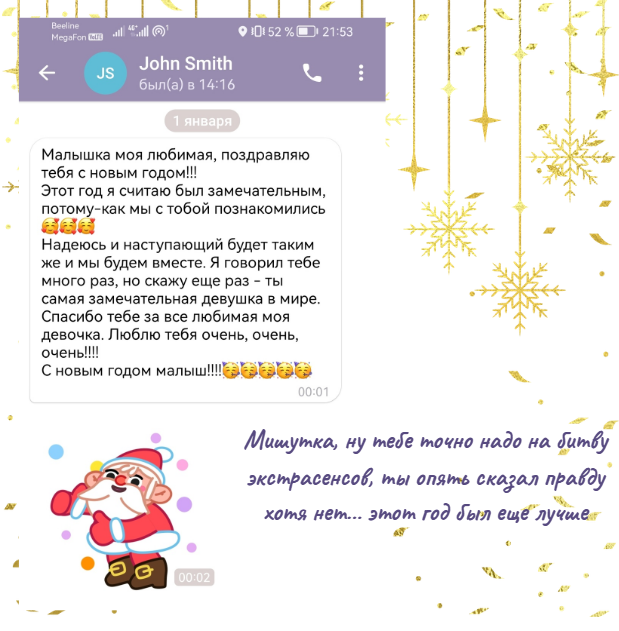 Beeline
MegaFon
4G+
1
52 %
21:53
JS
John Smith
был(а) в 14:16
1 января
Малышка моя любимая, поздравляю
тебя с новым годом!!!
Этот год я считаю был замечательным,
потому-как мы с тобой познакомились
🥰🥰🥰
Надеюсь и наступающий будет таким
же и мы будем вместе. Я говорил тебе
много раз, но скажу еще раз - ты
самая замечательная девушка в мире.
Спасибо тебе за все любимая моя
девочка. Люблю тебя очень, очень,
очень!!!!
С новым годом малыш!!!!🥳🥳🥳🥳🥳
00:01
00:02
Мишутка, ну тебе точно надо на битву
экстрасенсов, ты опять сказал правду
хотя нет... этот год был ещё лучше